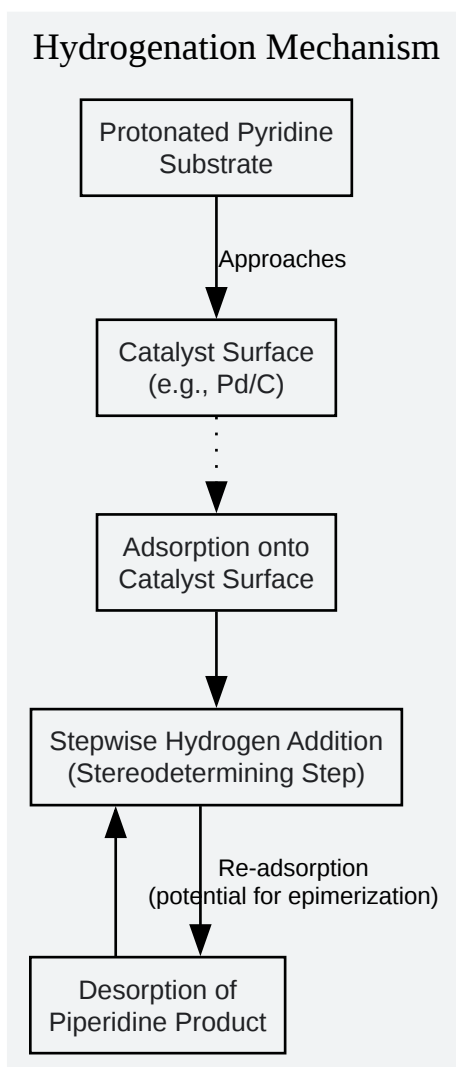 Hydrogenation Mechanism
Protonated Pyridine
Substrate
Approaches
Catalyst Surface
(e.g., Pd/C)
Adsorption onto
Catalyst Surface
Stepwise Hydrogen Addition
(Stereodetermining Step)
Re-adsorption
(potential for epimerization)
Desorption of
Piperidine Product